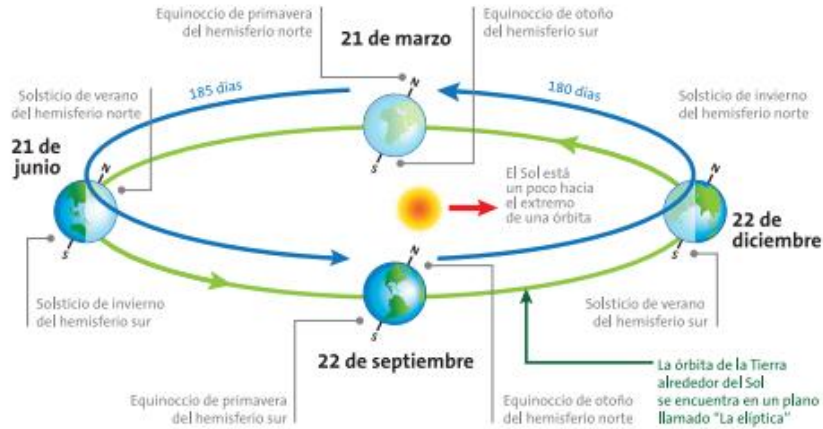 Equinoccio de primavera
del hemisferio norte
21 de marzo
Equinoccio de otoño
del hemisferio sur
Solsticio de verano
del hemisferio norte
185 días
N
180 días
Solsticio de invierno
del hemisferio norte
21 de
junio
N
S
El Sol está
un poco hacia
el extremo
de una órbita
N
22 de
diciembre
S
N
S
Solsticio de invierno
del hemisferio sur
Solsticio de verano
del hemisferio sur
S
22 de septiembre
Equinoccio de primavera
del hemisferio sur
Equinoccio de otoño
del hemisferio norte
La órbita de la Tierra
alrededor del Sol
se encuentra en un plano
llamado “La elíptica”